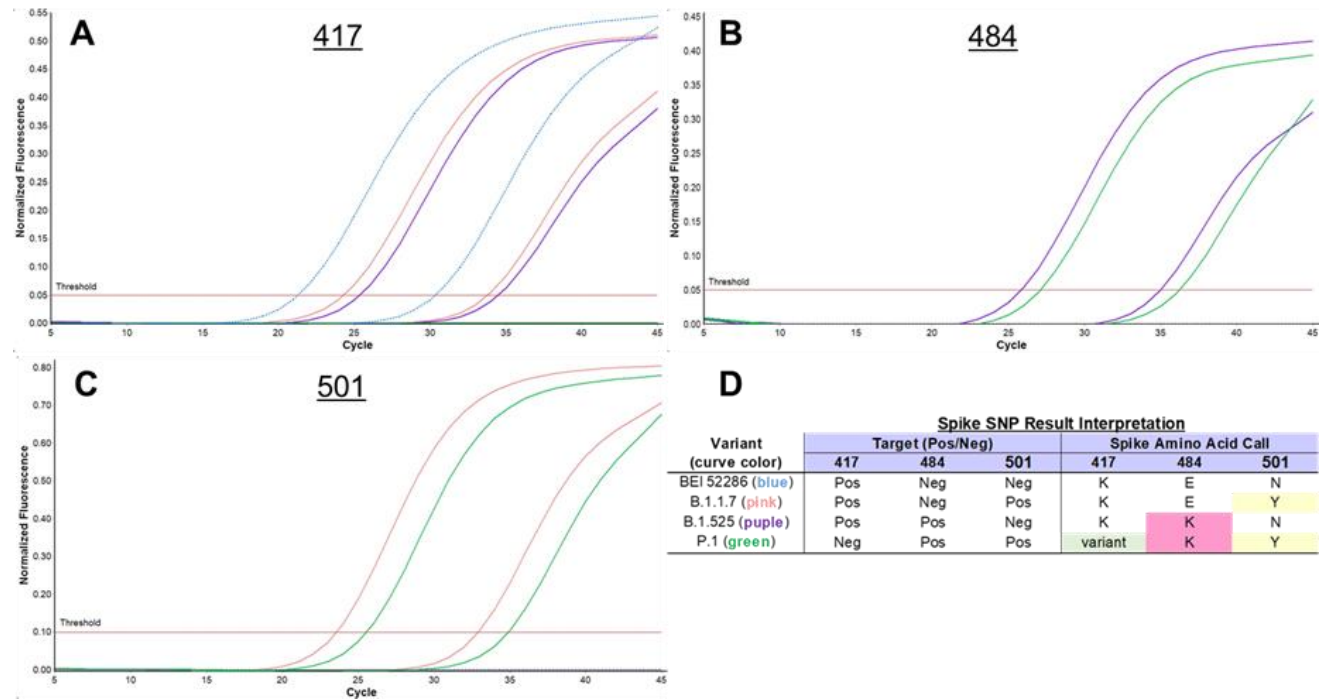 A
417
0.55
0.50
0.45
0.40
0.35
0.30
0.25
0.20
0.15
0.10
0.05
0.00
Normalized Fluorescence
Threshold
5 10 15 20 25 30 35 40 45
Cycle
B
484
0.45
0.40
0.35
0.30
0.25
0.20
0.15
0.10
0.05
0.00
Normalized Fluorescence
Threshold
5 10 15 20 25 30 35 40 45
Cycle
C
501
0.80
0.70
0.60
0.50
0.40
0.30
0.20
0.10
0.00
Normalized Fluorescence
Threshold
5 10 15 20 25 30 35 40 45
Cycle
D
Spike SNP Result Interpretation
Variant Target (Pos/Neg) Spike Amino Acid Call
(curve color) 417 484 501 417 484 501
BEI 52286 (blue) Pos Neg Neg K E N
B.1.1.7 (pink) Pos Neg Pos K E Y
B.1.525 (puple) Pos Pos Neg K K N
P.1 (green) Neg Pos Pos variant K Y